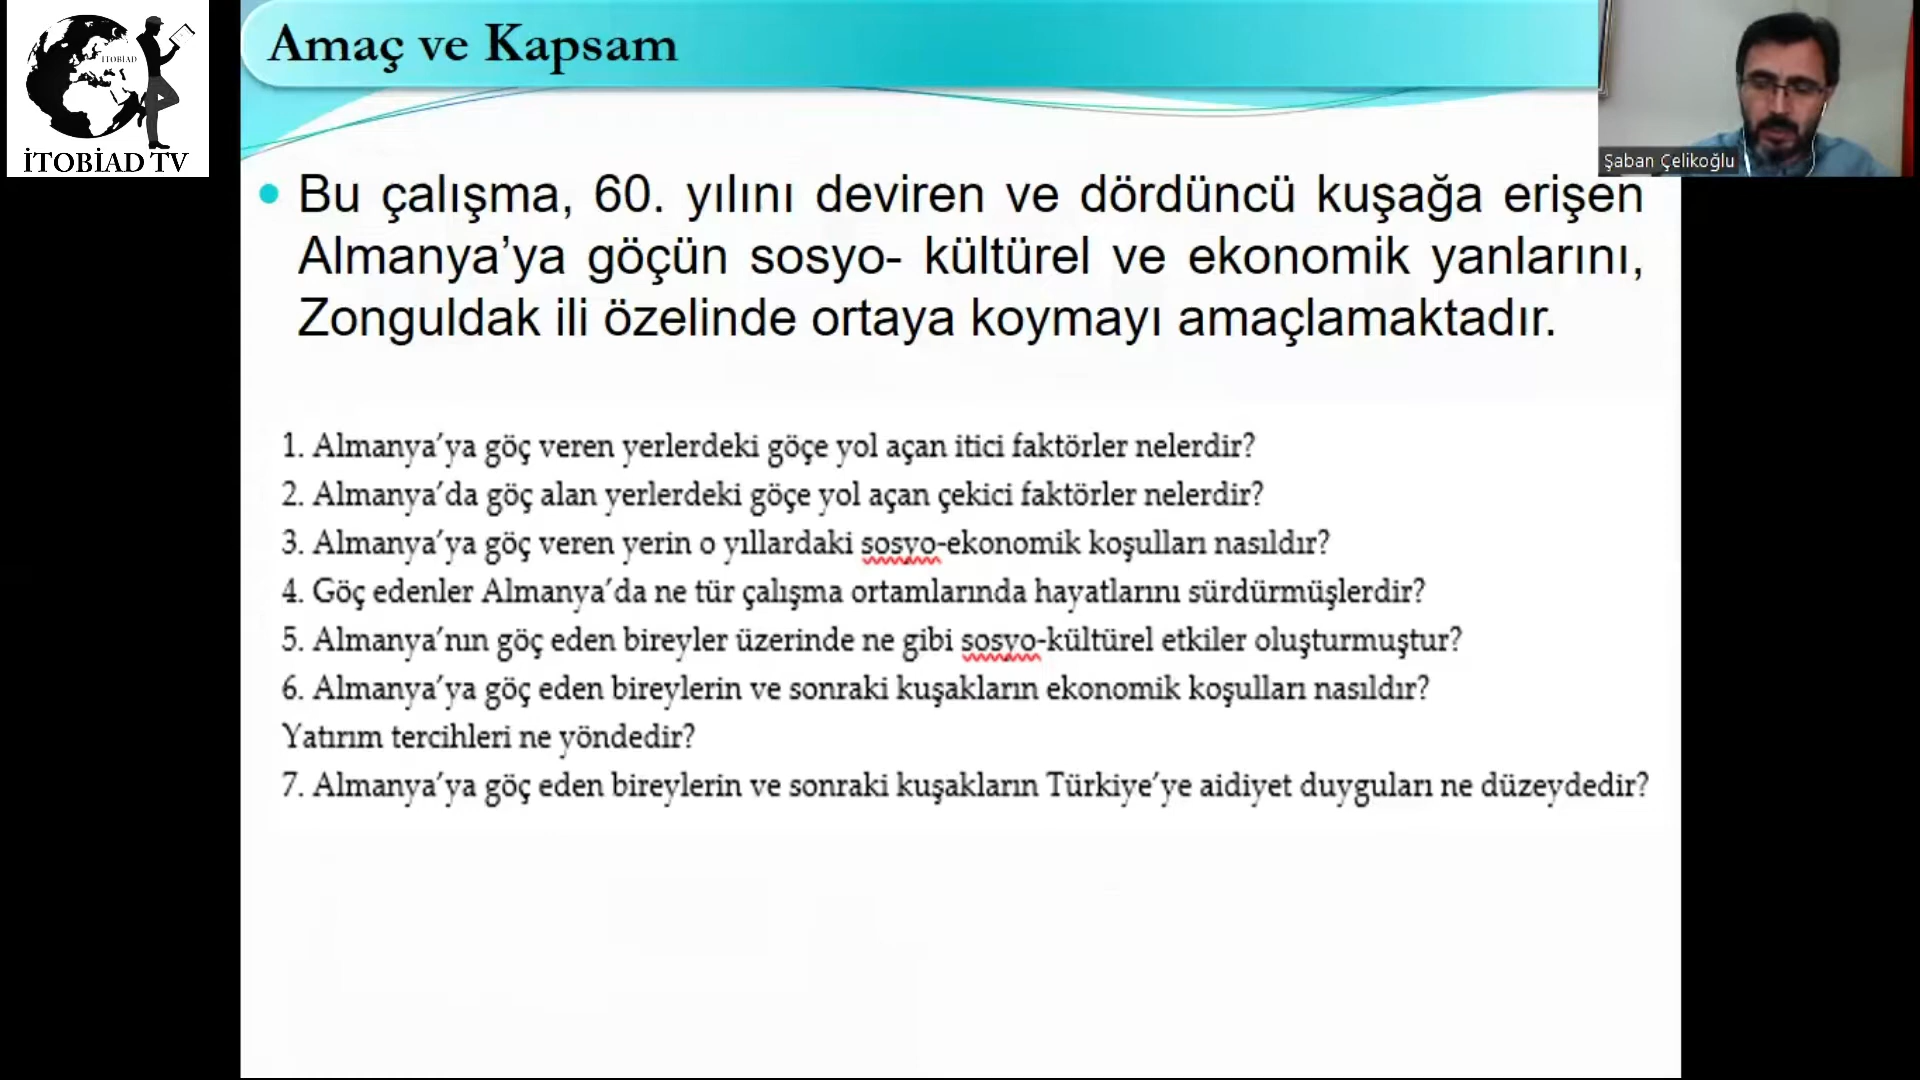 İTOBİAD
İTOBİAD TV
Amaç ve Kapsam
Şaban Çelikoğlu
Bu çalışma, 60. yılını deviren ve dördüncü kuşağa erişen
Almanya’ya göçün sosyo- kültürel ve ekonomik yanlarını,
Zonguldak ili özelinde ortaya koymayı amaçlamaktadır.
1. Almanya’ya göç veren yerlerdeki göçe yol açan itici faktörler nelerdir?
2. Almanya’da göç alan yerlerdeki göçe yol açan çekici faktörler nelerdir?
3. Almanya’ya göç veren yerin o yıllardaki sosyo-ekonomik koşulları nasıldır?
4. Göç edenler Almanya’da ne tür çalışma ortamlarında hayatlarını sürdürmüşlerdir?
5. Almanya’nın göç eden bireyler üzerinde ne gibi sosyo-kültürel etkiler oluşturmuştur?
6. Almanya’ya göç eden bireylerin ve sonraki kuşakların ekonomik koşulları nasıldır?
Yatırım tercihleri ne yöndedir?
7. Almanya’ya göç eden bireylerin ve sonraki kuşakların Türkiye’ye aidiyet duyguları ne düzeydedir?